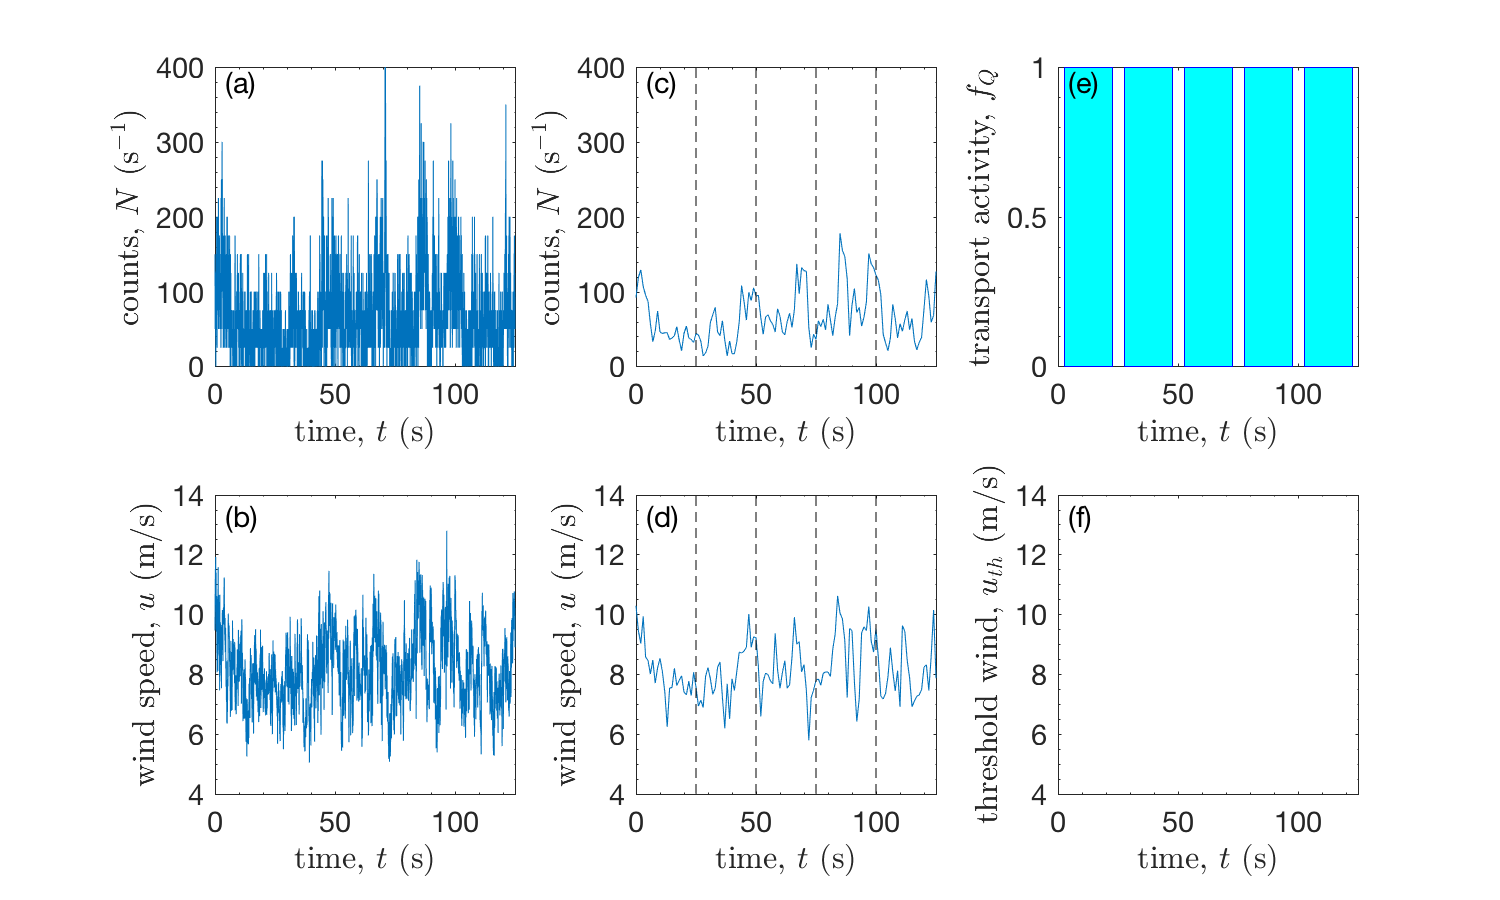 (a)
400
300
200
100
0
counts, N (s⁻¹)
0 50 100
time, t (s)
(c)
400
300
200
100
0
counts, N (s⁻¹)
0 50 100
time, t (s)
(e)
1
0.5
0
transport activity, f_Q
0 50 100
time, t (s)
(b)
14
12
10
8
6
4
wind speed, u (m/s)
0 50 100
time, t (s)
(d)
14
12
10
8
6
4
wind speed, u (m/s)
0 50 100
time, t (s)
(f)
14
12
10
8
6
4
threshold wind, u_th (m/s)
0 50 100
time, t (s)